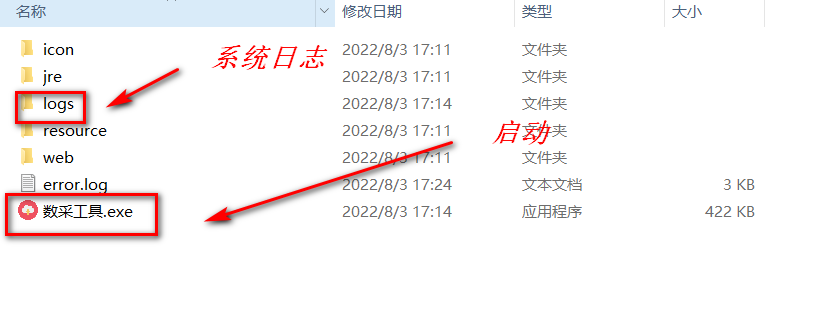 名称 修改日期 类型 大小
icon 2022/8/3 17:11 文件夹
系统日志
jre 2022/8/3 17:11 文件夹
logs 2022/8/3 17:14 文件夹
resource 2022/8/3 17:11 文件夹
启动
web 2022/8/3 17:11 文件夹
error.log 2022/8/3 17:24 文本文档 3 KB
数采工具.exe 2022/8/3 17:14 应用程序 422 KB